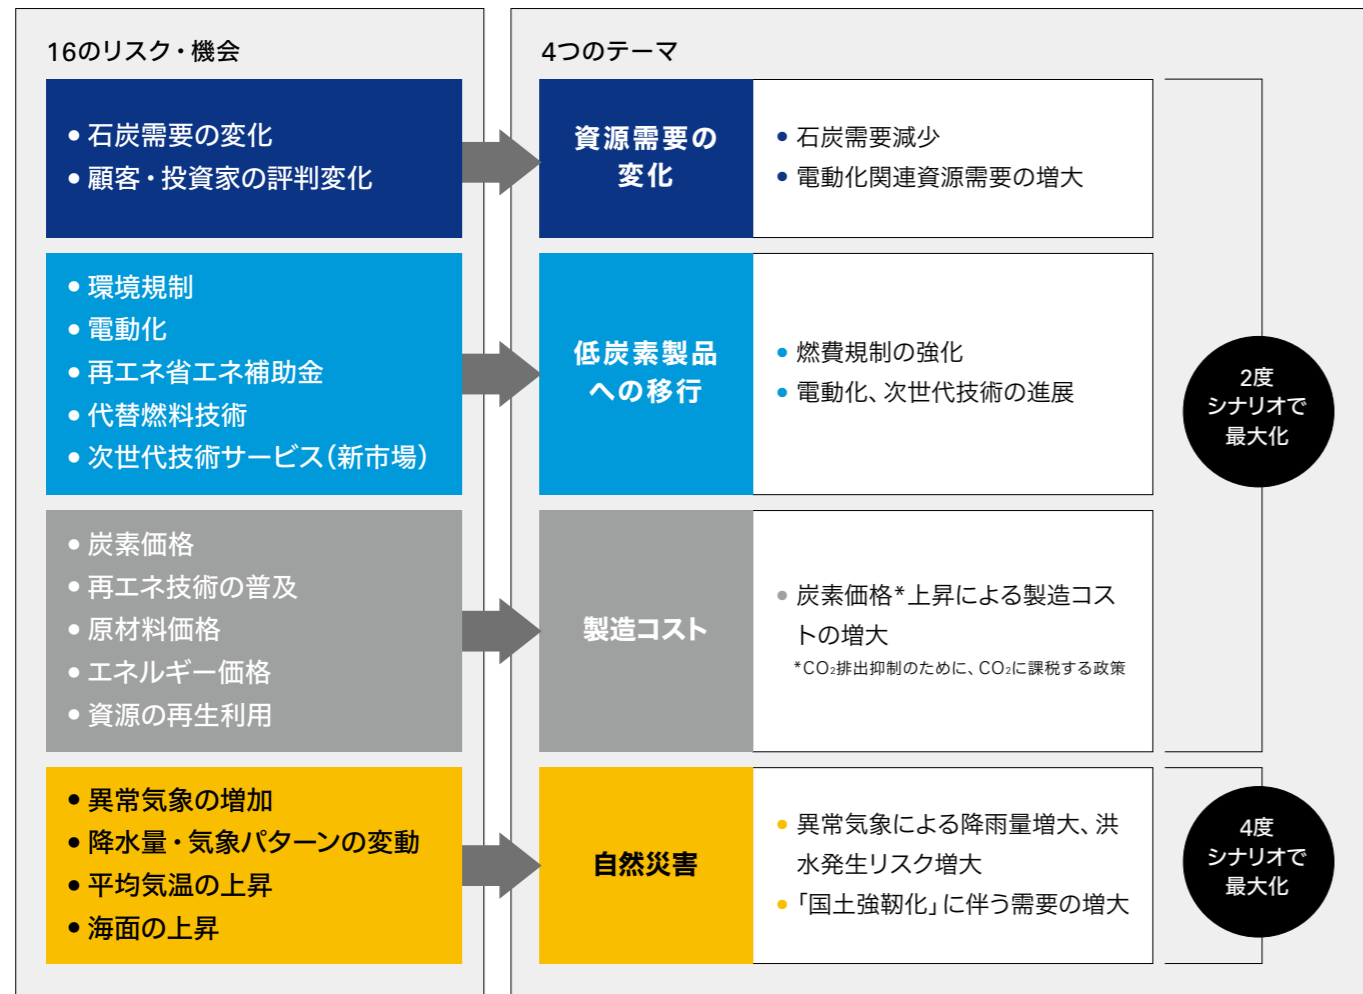 16のリスク・機会
• 石炭需要の変化
• 顧客・投資家の評判変化
• 環境規制
• 電動化
• 再エネ省エネ補助金
• 代替燃料技術
• 次世代技術サービス（新市場）
• 炭素価格
• 再エネ技術の普及
• 原材料価格
• エネルギー価格
• 資源の再生利用
• 異常気象の増加
• 降水量・気象パターンの変動
• 平均気温の上昇
• 海面の上昇
4つのテーマ
資源需要の
変化
• 石炭需要減少
• 電動化関連資源需要の増大
低炭素製品
への移行
• 燃費規制の強化
• 電動化、次世代技術の進展
製造コスト
• 炭素価格*上昇による製造コス
トの増大
*CO₂排出抑制のために、CO₂に課税する政策
自然災害
• 異常気象による降雨量増大、洪
水発生リスク増大
• 「国土強靭化」に伴う需要の増大
2度
シナリオで
最大化
4度
シナリオで
最大化